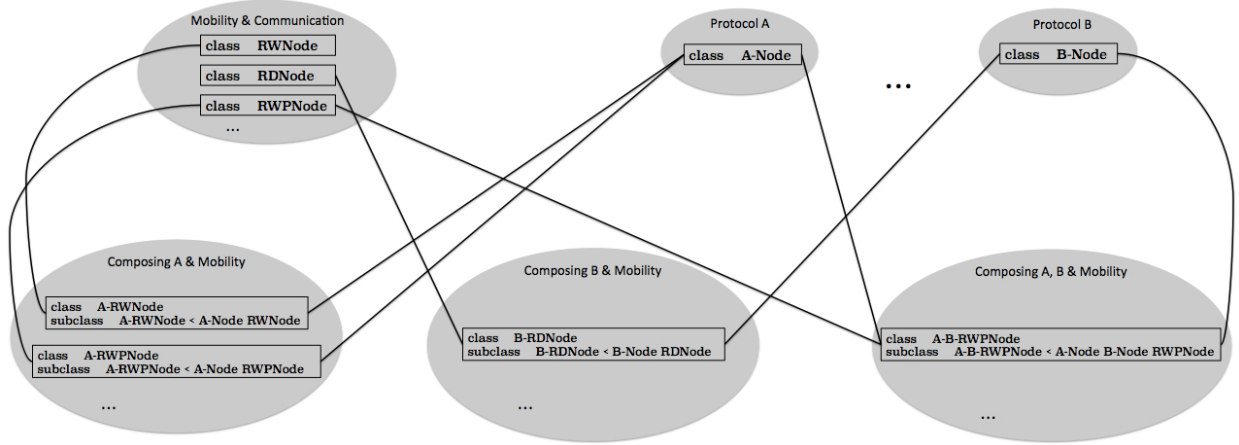 Mobility & Communication
class RWNode
class RDNode
class RWPNode
...
Protocol A
class A-Node
...
Protocol B
class B-Node
Composing A & Mobility
class A-RWNode
subclass A-RWNode < A-Node RWNode
class A-RWPNode
subclass A-RWPNode < A-Node RWPNode
...
Composing B & Mobility
class B-RDNode
subclass B-RDNode < B-Node RDNode
...
Composing A, B & Mobility
class A-B-RWPNode
subclass A-B-RWPNode < A-Node B-Node RWPNode
...